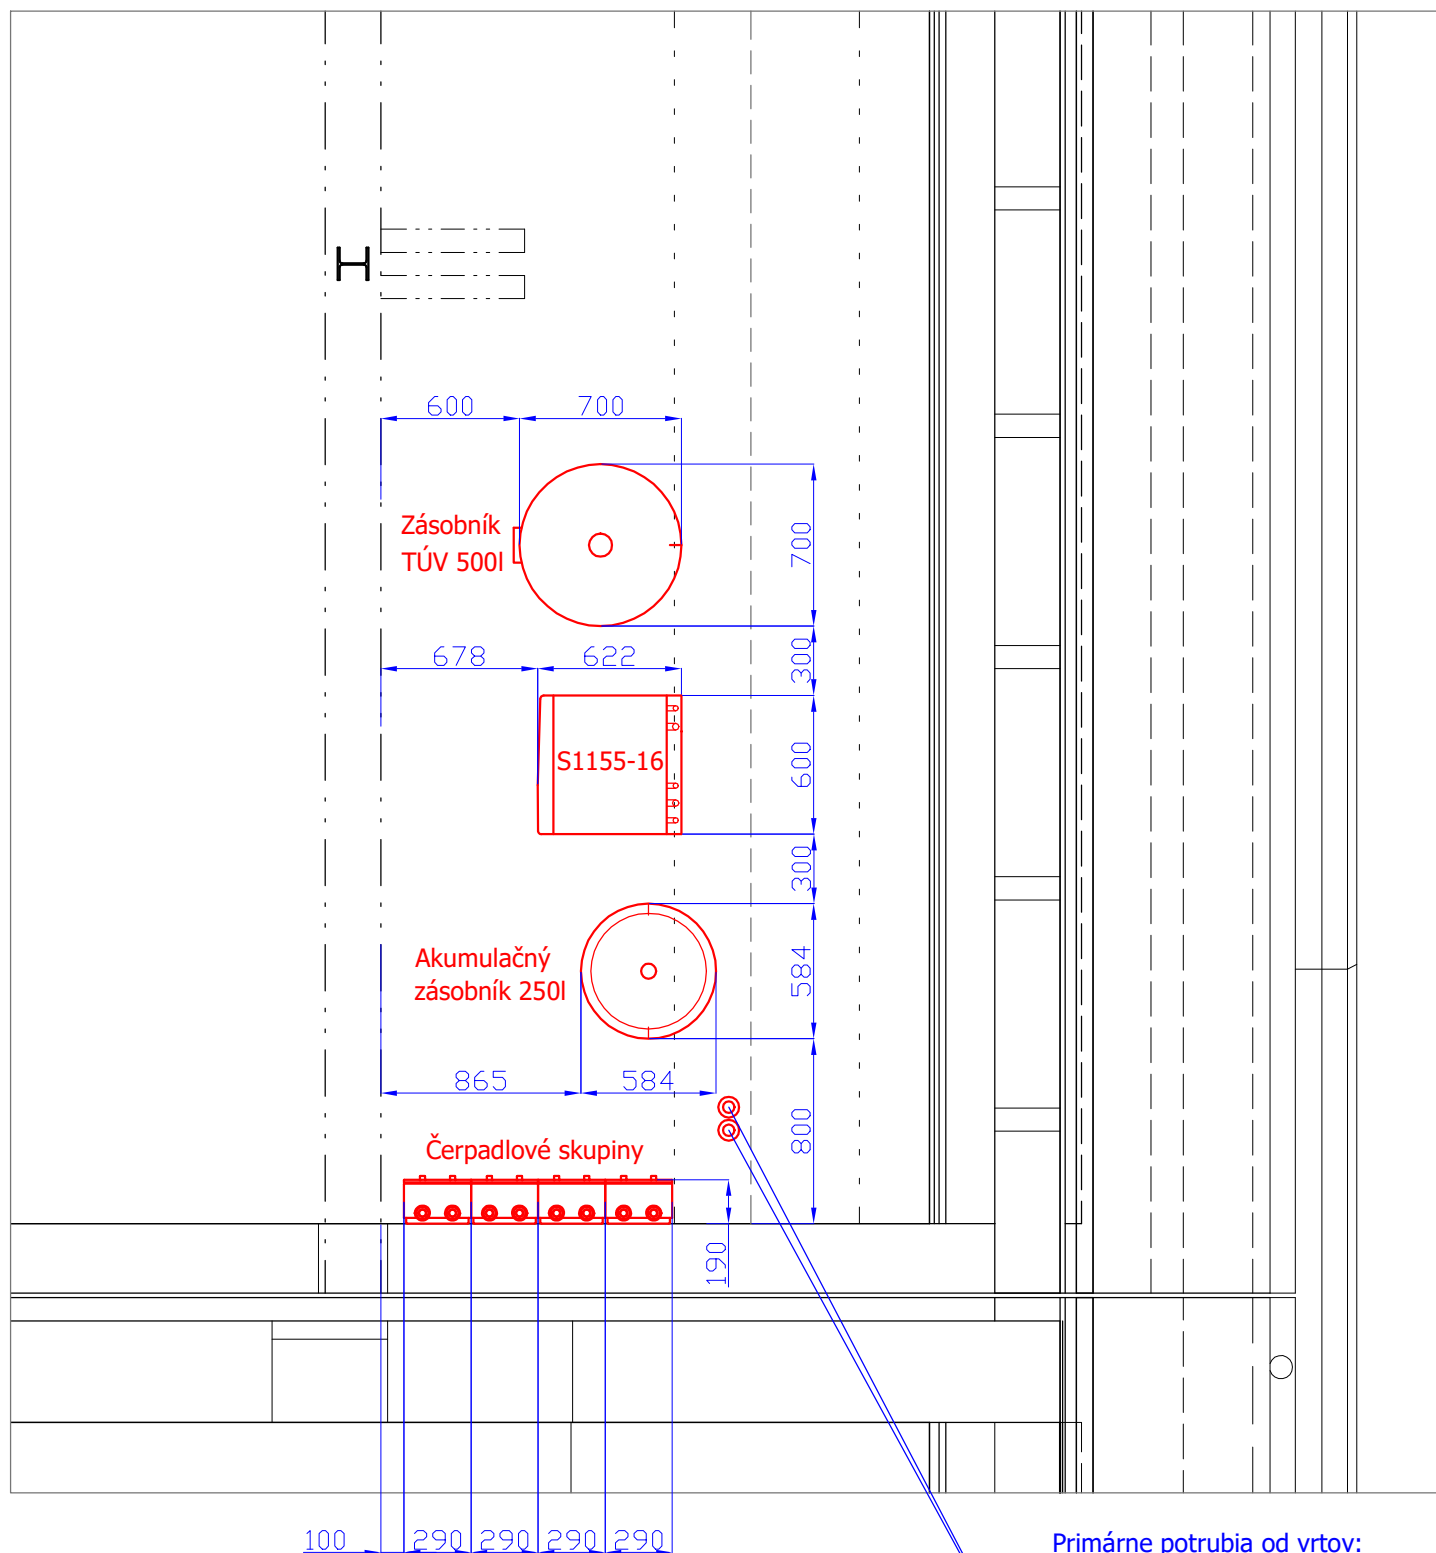 H
600
700
Zásobník
TÚV 500l
700
300
678
622
S1155-16
600
300
Akumulačný
zásobník 250l
584
865
584
800
Čerpadlové skupiny
190
100
290
290
290
290
Primárne potrubia od vrtov: